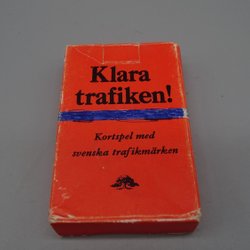 Klara
trafiken!
Kortspel med
svenska trafikmärken